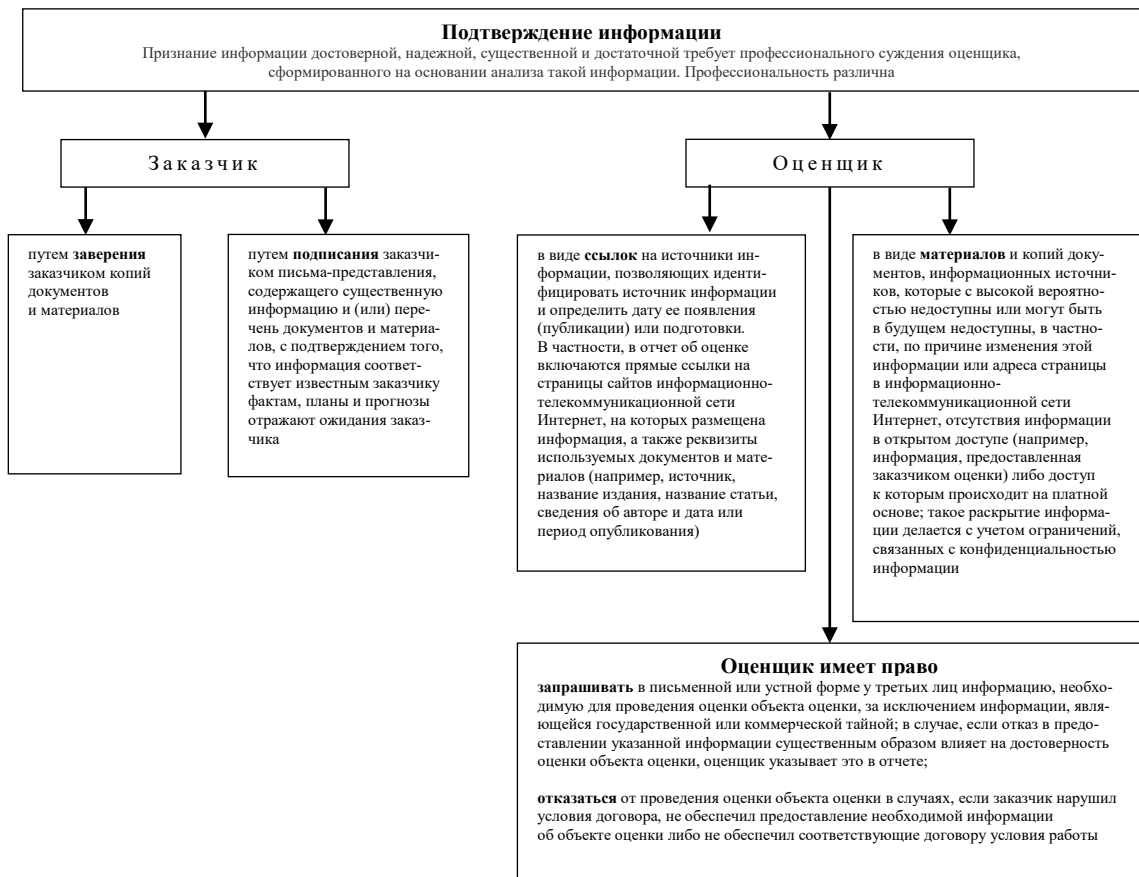 Подтверждение информации
Признание информации достоверной, надежной, существенной и достаточной требует профессионального суждения оценщика,
сформированного на основании анализа такой информации. Профессиональность различна
Заказчик
Оценщик
путем заверения
заказчиком копий
документов
и материалов
путем подписания заказчи-
ком письма-представления,
содержащего существенную
информацию и (или) пере-
чень документов и материа-
лов, с подтверждением того,
что информация соответ-
ствует известным заказчику
фактам, планы и прогнозы
отражают ожидания заказ-
чика
в виде ссылок на источники ин-
формации, позволяющих иденти-
фицировать источник информации
и определить дату ее появления
(публикации) или подготовки.
В частности, в отчет об оценке
включаются прямые ссылки на
страницы сайтов информационно-
телекоммуникационной сети
Интернет, на которых размещена
информация, а также реквизиты
используемых документов и мате-
риалов (например, источник,
название издания, название статьи,
сведения об авторе и дата или
период опубликования)
в виде материалов и копий доку-
ментов, информационных источни-
ков, которые с высокой вероятно-
стью недоступны или могут быть
в будущем недоступны, в частно-
сти, по причине изменения этой
информации или адреса страницы
в информационно-
телекоммуникационной сети
Интернет, отсутствия информации
в открытом доступе (например,
информация, предоставленная
заказчиком оценки) либо доступ
к которым происходит на платной
основе; такое раскрытие информа-
ции делается с учетом ограничений,
связанных с конфиденциальностью
информации
Оценщик имеет право
запрашивать в письменной или устной форме у третьих лиц информацию, необхо-
димую для проведения оценки объекта оценки, за исключением информации, явля-
ющейся государственной или коммерческой тайной; в случае, если отказ в предо-
ставлении указанной информации существенным образом влияет на достоверность
оценки объекта оценки, оценщик указывает это в отчете;
отказаться от проведения оценки объекта оценки в случаях, если заказчик нарушил
условия договора, не обеспечил предоставление необходимой информации
об объекте оценки либо не обеспечил соответствующие договору условия работы